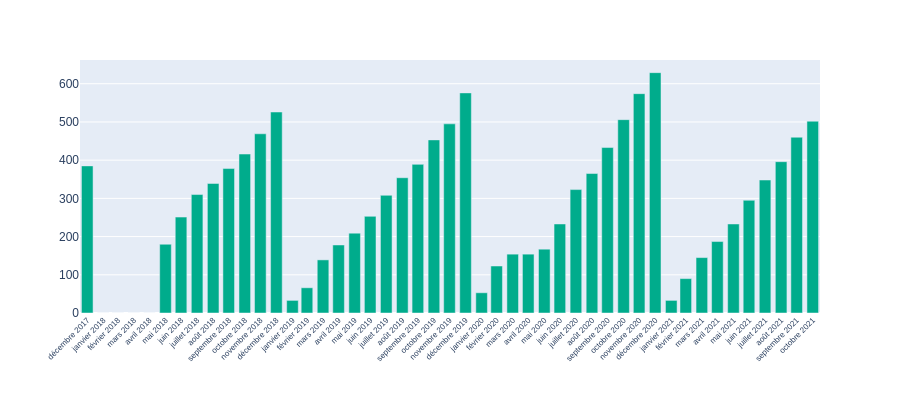 600
500
400
300
200
100
0
décembre 2017
janvier 2018
février 2018
mars 2018
avril 2018
mai 2018
juin 2018
juillet 2018
août 2018
septembre 2018
octobre 2018
novembre 2018
décembre 2018
janvier 2019
février 2019
mars 2019
avril 2019
mai 2019
juin 2019
juillet 2019
août 2019
septembre 2019
octobre 2019
novembre 2019
décembre 2019
janvier 2020
février 2020
mars 2020
avril 2020
mai 2020
juin 2020
juillet 2020
août 2020
septembre 2020
octobre 2020
novembre 2020
décembre 2020
janvier 2021
février 2021
mars 2021
avril 2021
mai 2021
juin 2021
juillet 2021
août 2021
septembre 2021
octobre 2021